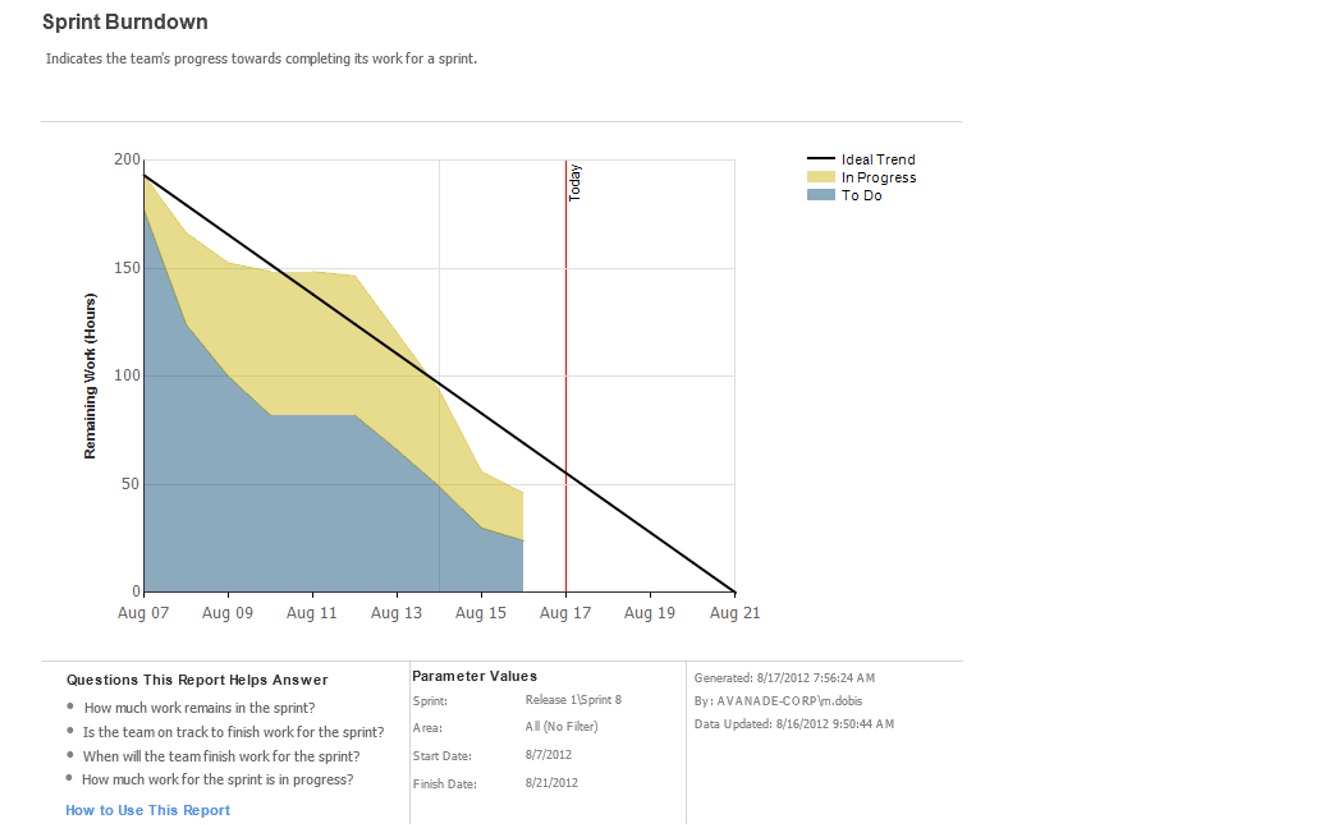 Sprint Burndown
Indicates the team's progress towards completing its work for a sprint.
200
150
100
50
0
Remaining Work (Hours)
Today
Aug 07
Aug 09
Aug 11
Aug 13
Aug 15
Aug 17
Aug 19
Aug 21
Ideal Trend
In Progress
To Do
Questions This Report Helps Answer
How much work remains in the sprint?
Is the team on track to finish work for the sprint?
When will the team finish work for the sprint?
How much work for the sprint is in progress?
How to Use This Report
Parameter Values
Sprint: Release 1\Sprint 8
Area: All (No Filter)
Start Date: 8/7/2012
Finish Date: 8/21/2012
Generated: 8/17/2012 7:56:24 AM
By: AVANADE-CORP\m.dobis
Data Updated: 8/16/2012 9:50:44 AM